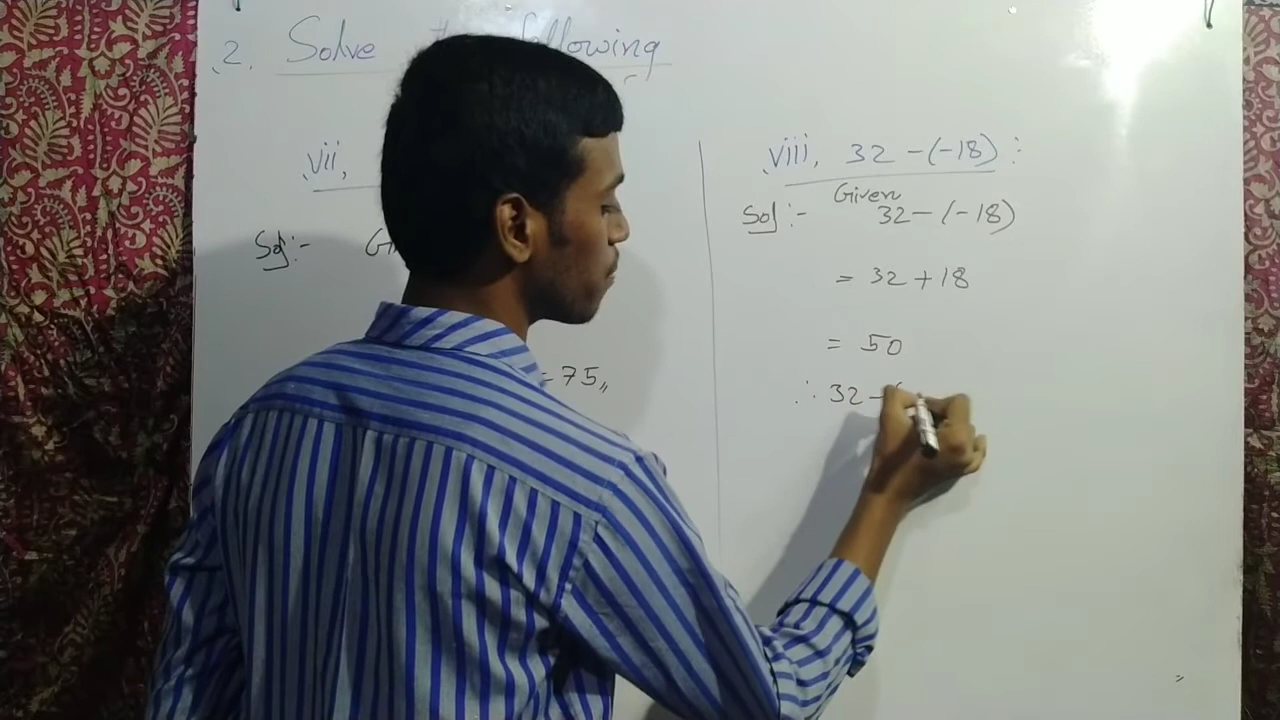 2. Solve following
vii,
Sol:-
= 75,,
viii, 32 - (-18) :
Given
Sol:- 32 - (-18)
= 32 + 18
= 50
∴ 32 - (